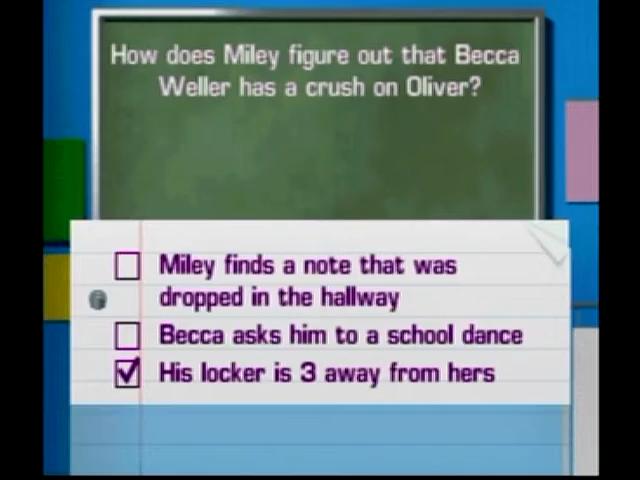 How does Miley figure out that Becca
Weller has a crush on Oliver?
Miley finds a note that was
dropped in the hallway
Becca asks him to a school dance
His locker is 3 away from hers